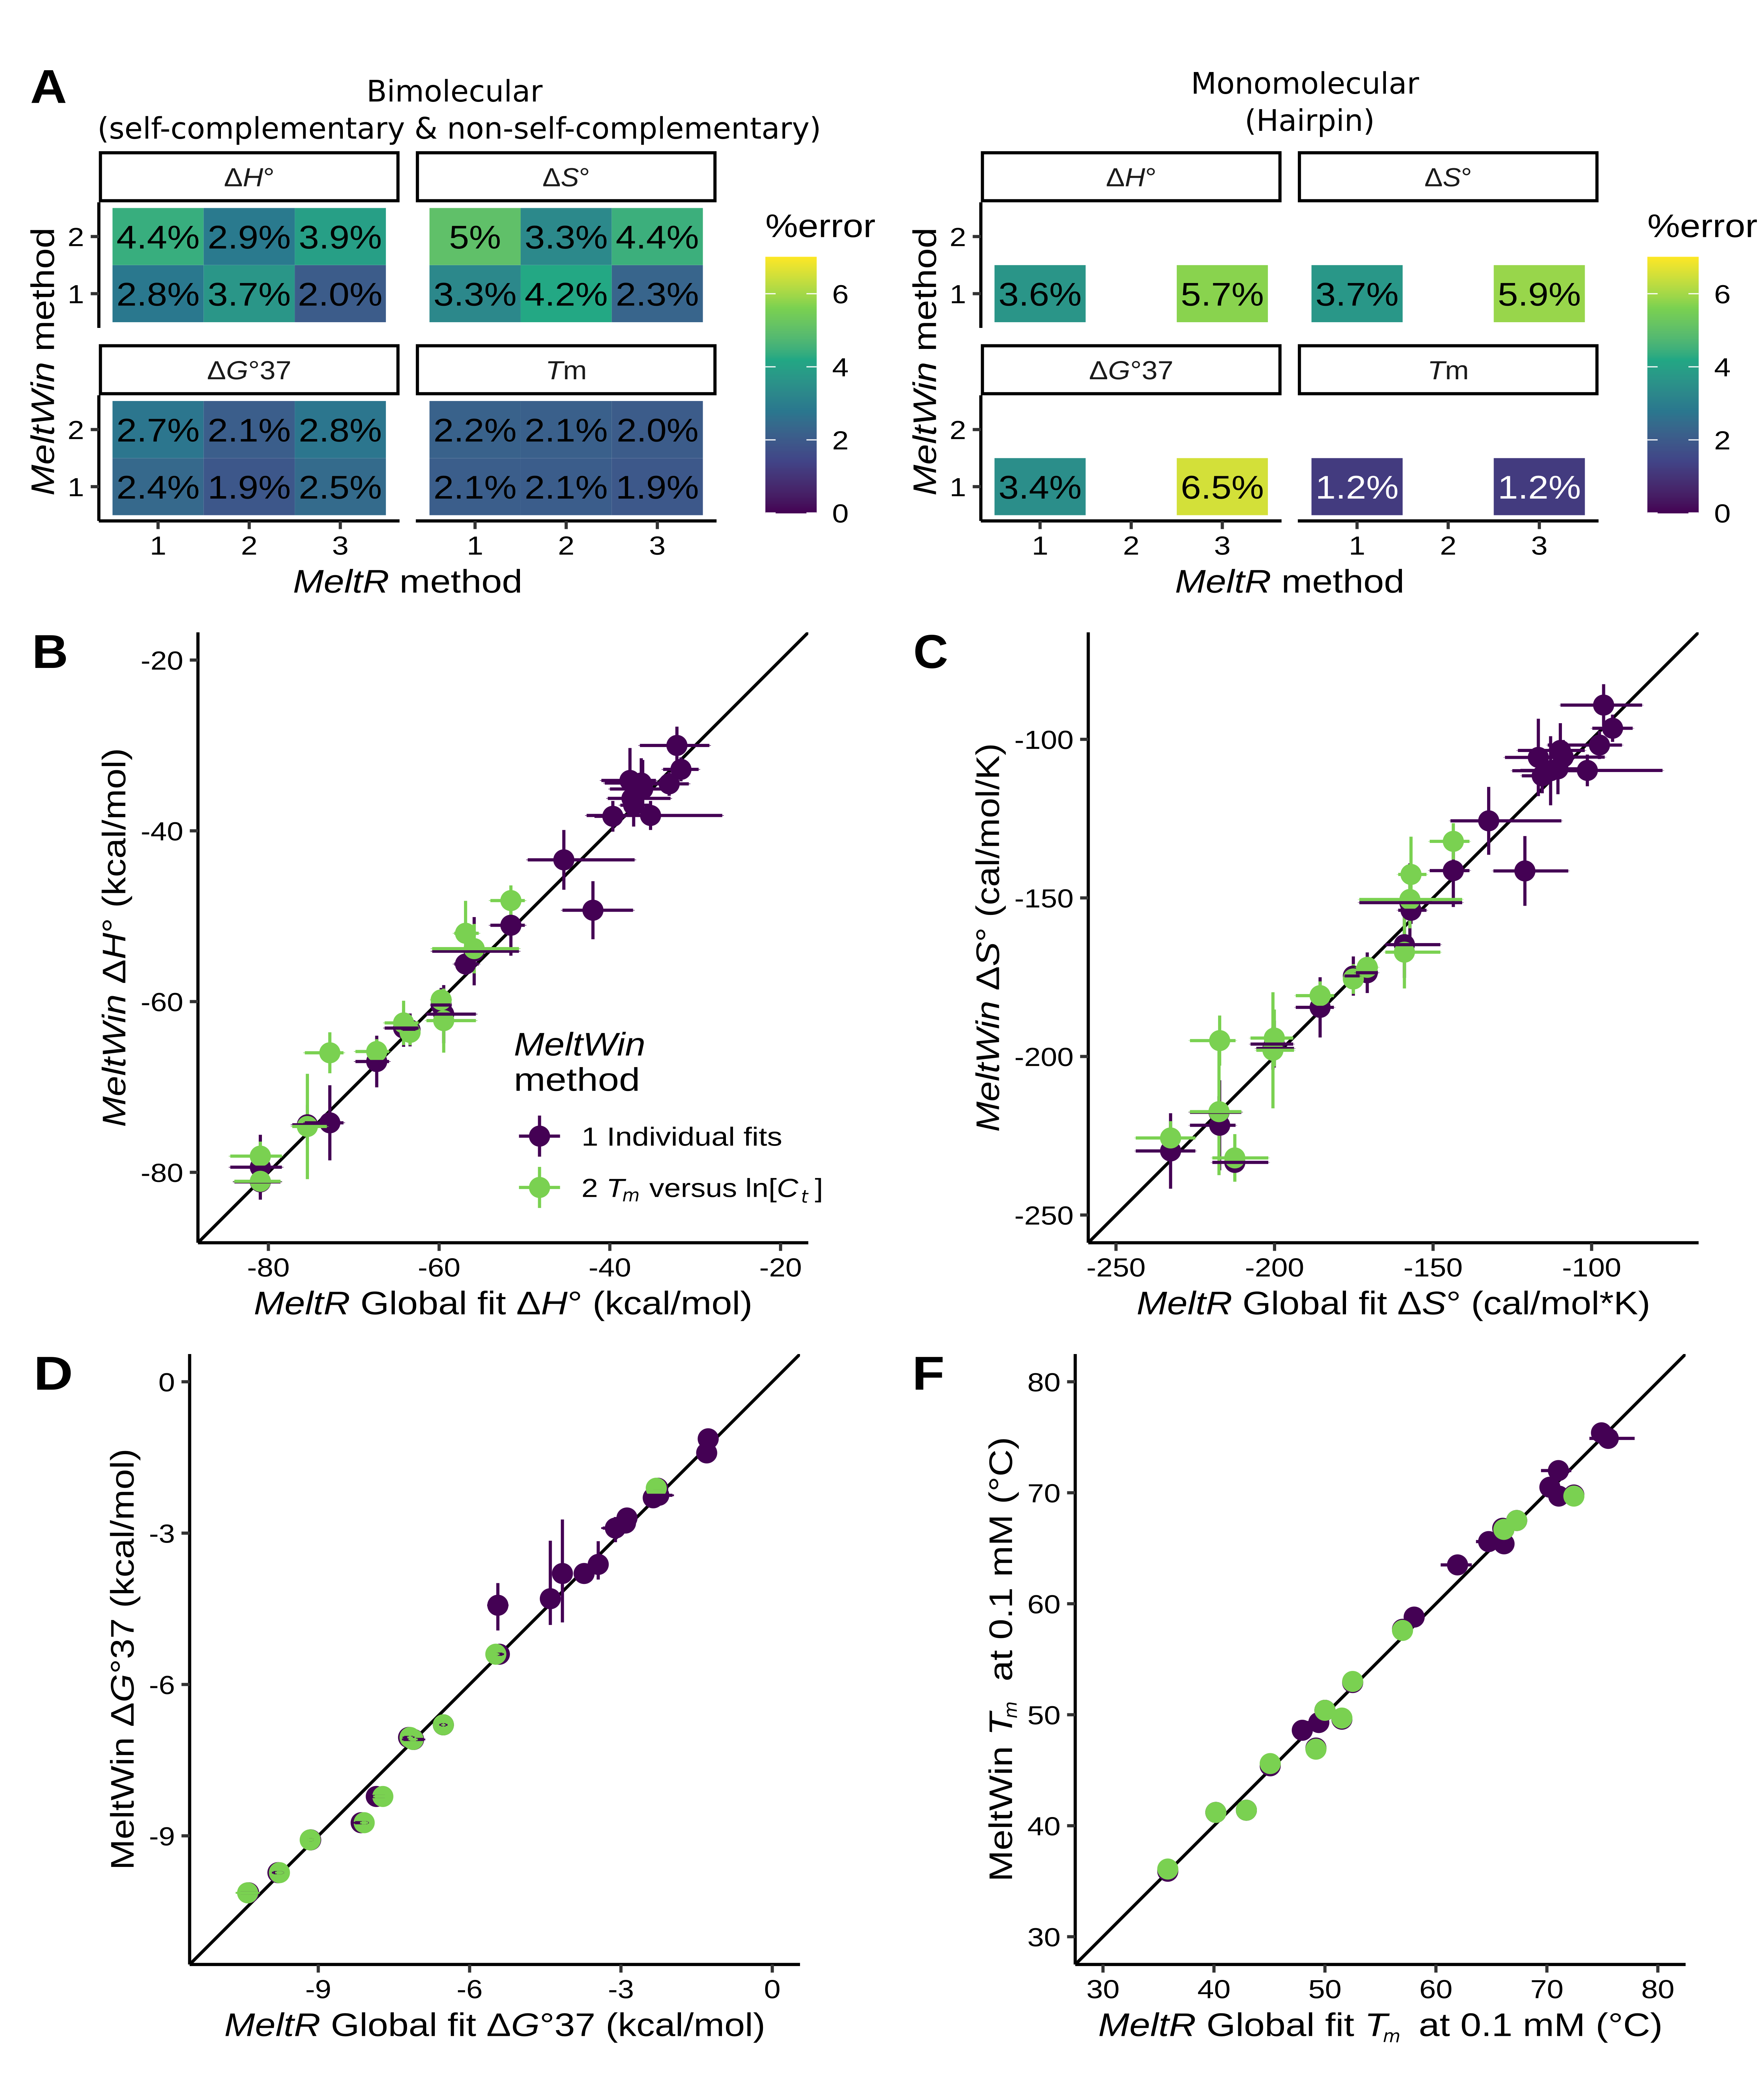 A
Bimolecular
(self-complementary & non-self-complementary)
ΔH° ΔS°
MeltWin method
2 4.4% 2.9% 3.9% 5% 3.3% 4.4%
1 2.8% 3.7% 2.0% 3.3% 4.2% 2.3%
ΔG°37 Tm
2 2.7% 2.1% 2.8% 2.2% 2.1% 2.0%
1 2.4% 1.9% 2.5% 2.1% 2.1% 1.9%
1 2 3 1 2 3
MeltR method
%error
6
4
2
0
Monomolecular
(Hairpin)
ΔH° ΔS°
MeltWin method
2
1 3.6% 5.7% 3.7% 5.9%
ΔG°37 Tm
2
1 3.4% 6.5% 1.2% 1.2%
1 2 3 1 2 3
MeltR method
%error
6
4
2
0
B
MeltWin ΔH° (kcal/mol)
-20
-40
-60
-80
MeltWin
method
1 Individual fits
2 Tm versus ln[Ct]
-80 -60 -40 -20
MeltR Global fit ΔH° (kcal/mol)
C
MeltWin ΔS° (cal/mol/K)
-100
-150
-200
-250
-250 -200 -150 -100
MeltR Global fit ΔS° (cal/mol*K)
D
MeltWin ΔG°37 (kcal/mol)
0
-3
-6
-9
-9 -6 -3 0
MeltR Global fit ΔG°37 (kcal/mol)
F
MeltWin Tm at 0.1 mM (°C)
80
70
60
50
40
30
30 40 50 60 70 80
MeltR Global fit Tm at 0.1 mM (°C)